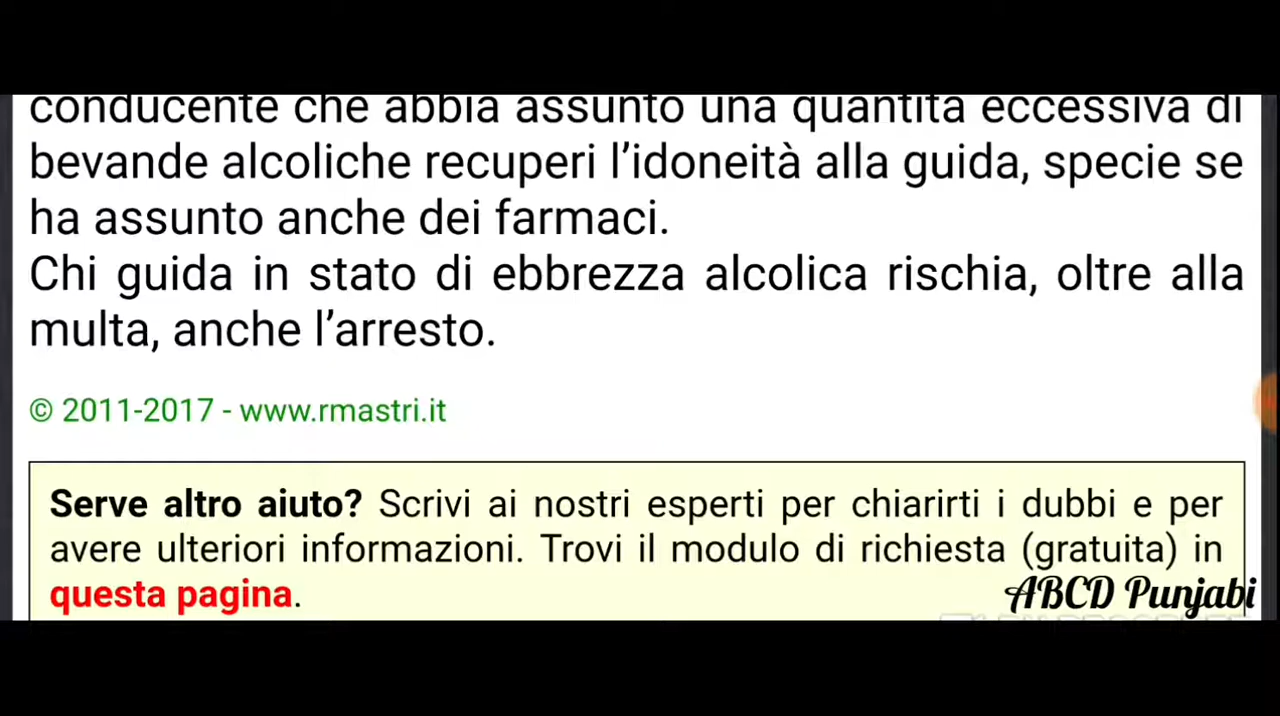 conducente che abbia assunto una quantità eccessiva di
bevande alcoliche recuperi l’idoneità alla guida, specie se
ha assunto anche dei farmaci.
Chi guida in stato di ebbrezza alcolica rischia, oltre alla
multa, anche l’arresto.
© 2011-2017 - www.rmastri.it
Serve altro aiuto? Scrivi ai nostri esperti per chiarirti i dubbi e per
avere ulteriori informazioni. Trovi il modulo di richiesta (gratuita) in
questa pagina.
ABCD Punjabi